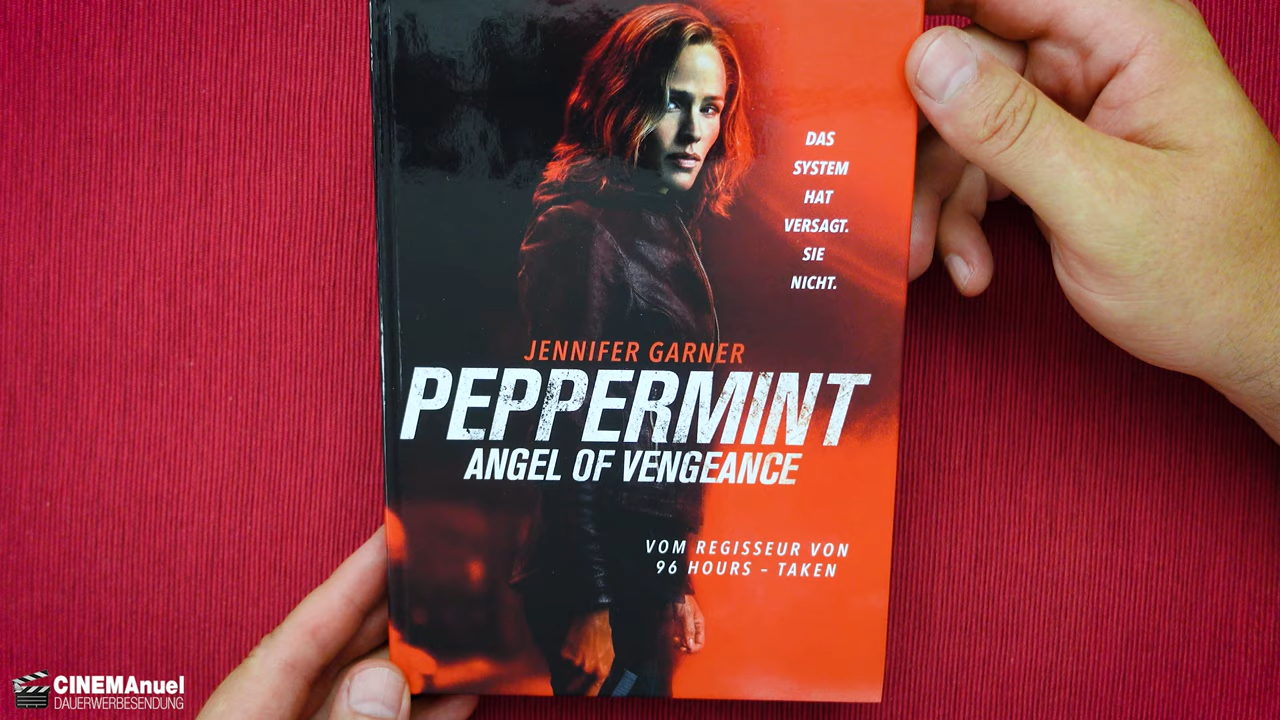 DAS
SYSTEM
HAT
VERSAGT.
SIE
NICHT.
JENNIFER GARNER
PEPPERMINT
ANGEL OF VENGEANCE
VOM REGISSEUR VON
96 HOURS – TAKEN
CINEMAnuel
DAUERWERBESENDUNG